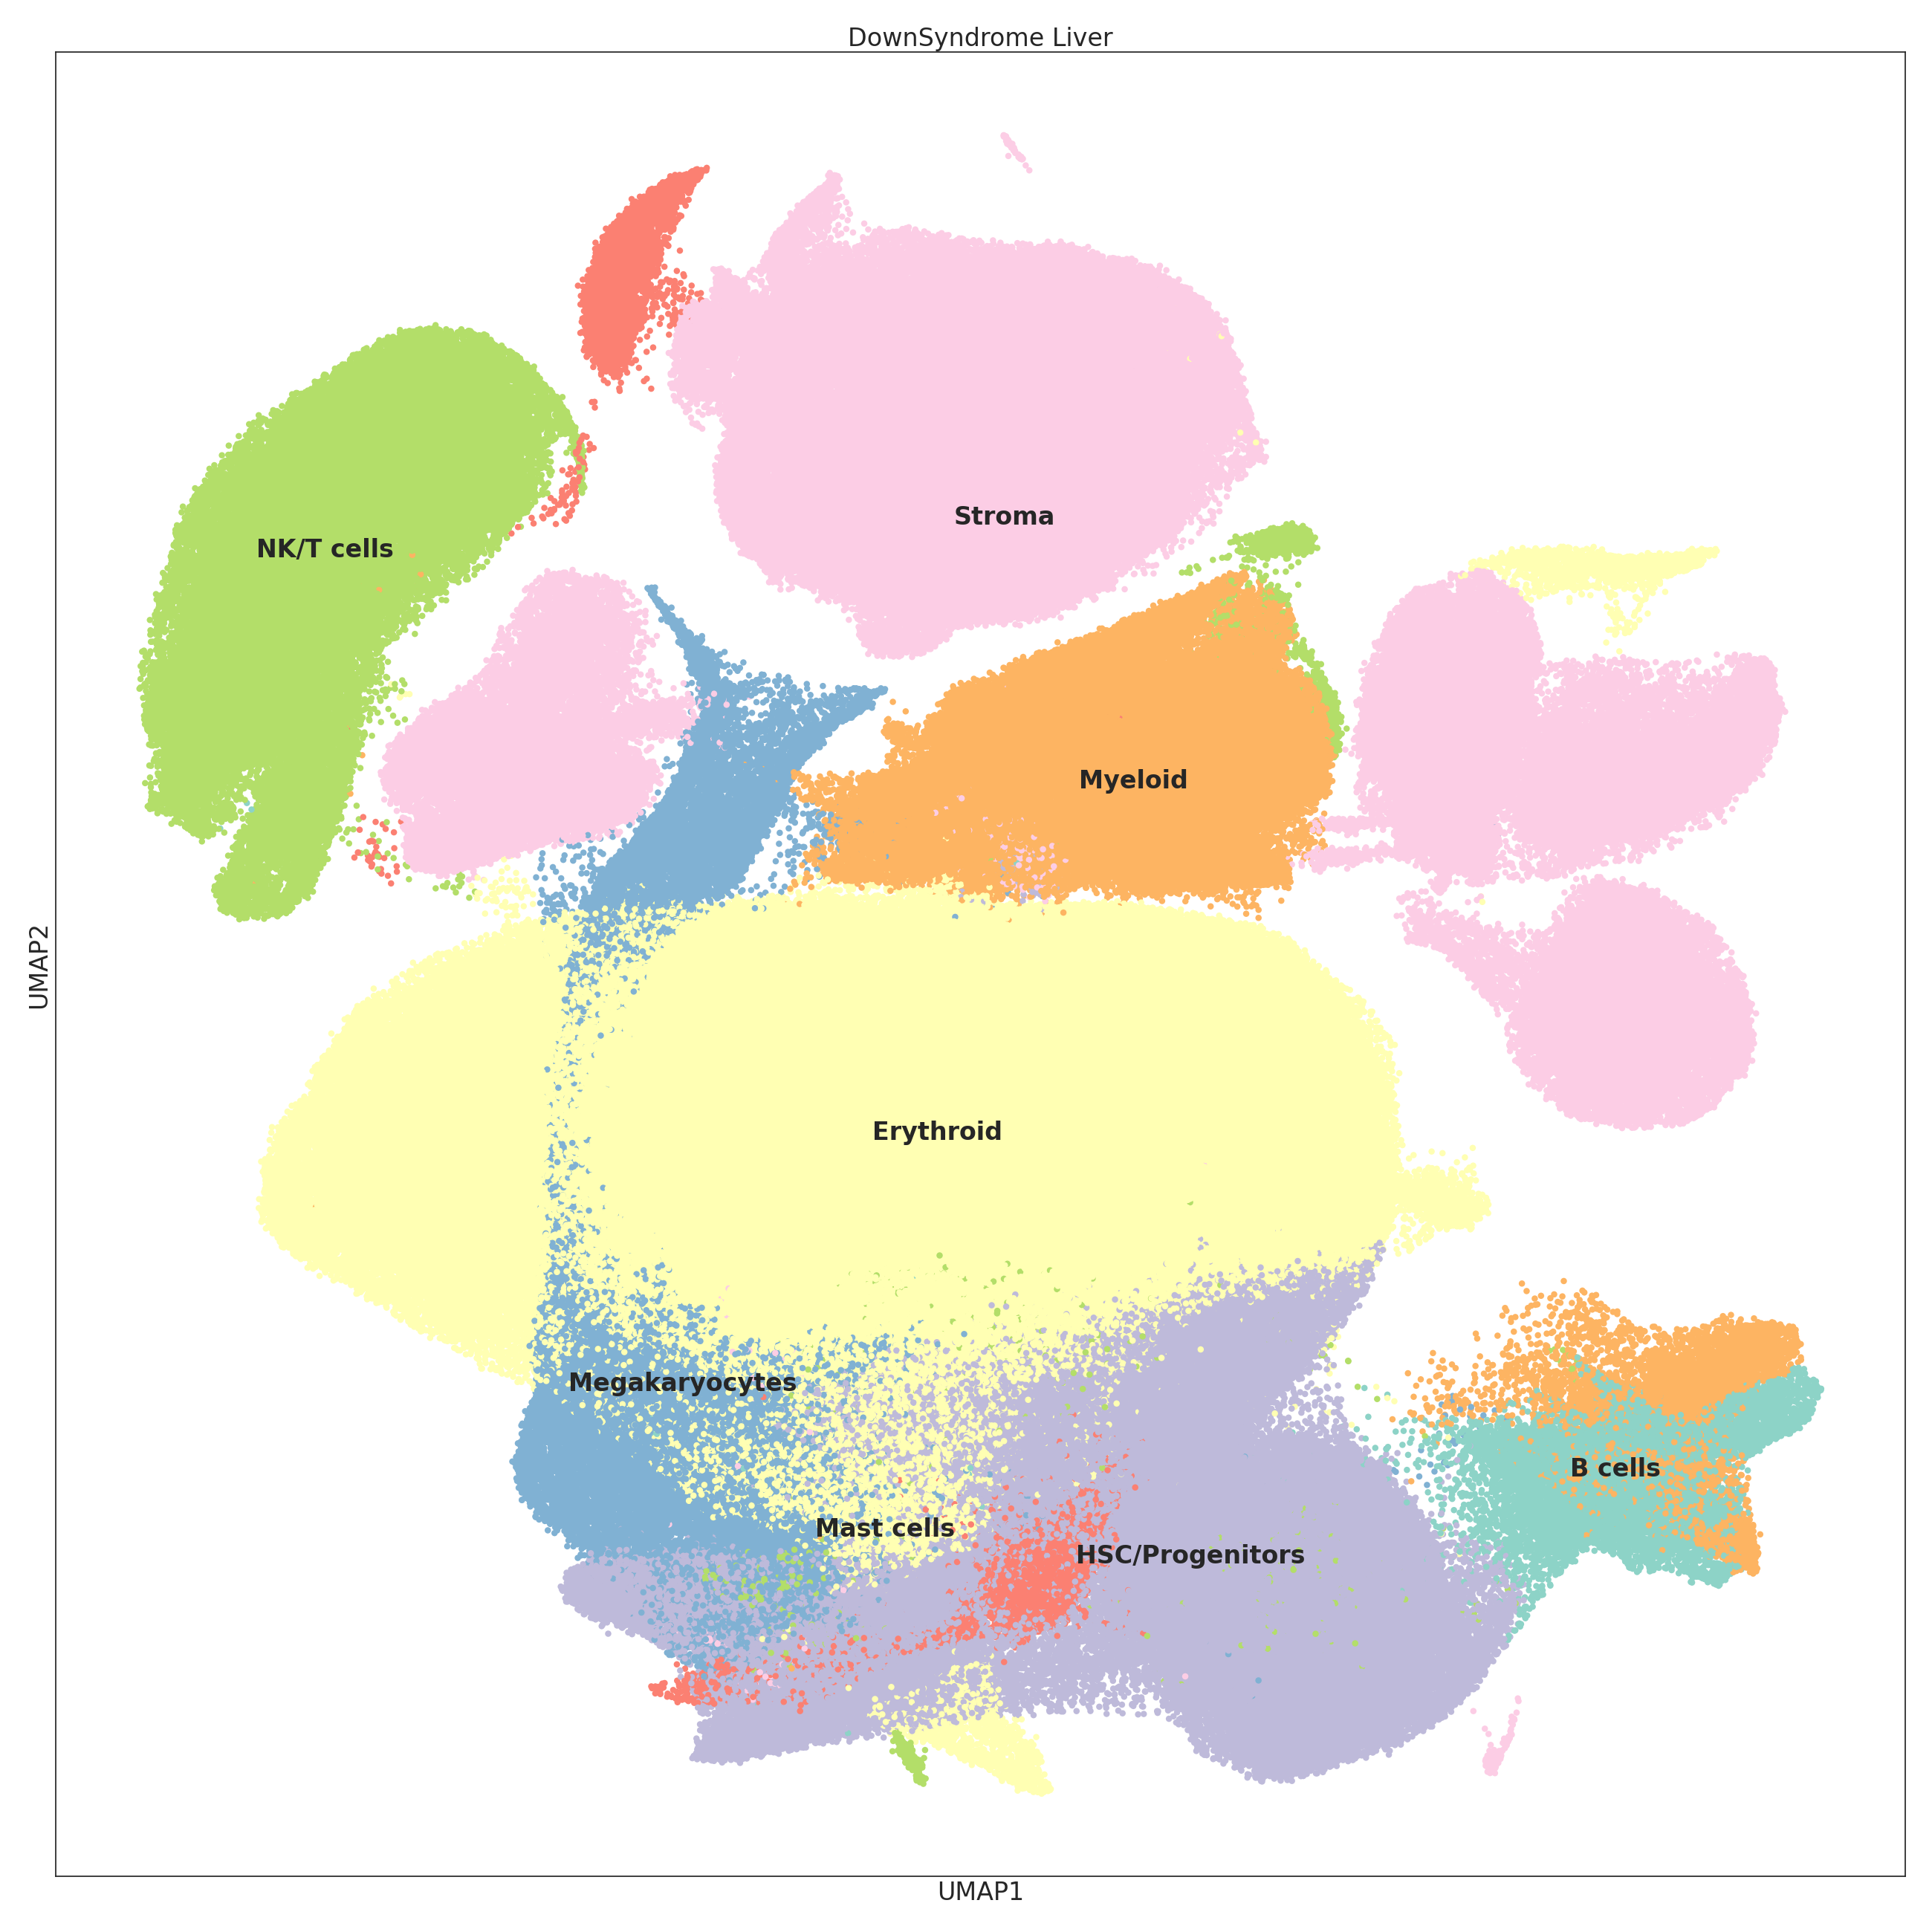 DownSyndrome Liver
Stroma
NK/T cells
Myeloid
UMAP2
Erythroid
Megakaryocytes
B cells
Mast cells
HSC/Progenitors
UMAP1